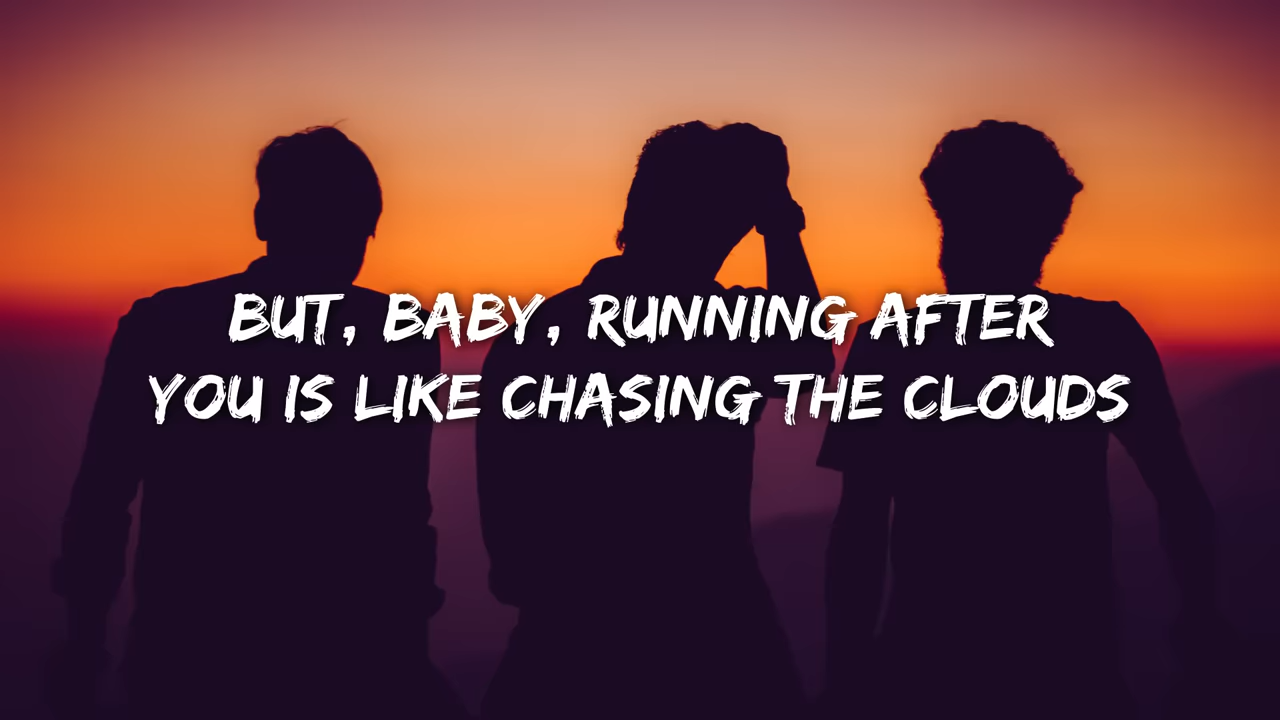 BUT, BABY, RUNNING AFTER
YOU IS LIKE CHASING THE CLOUDS